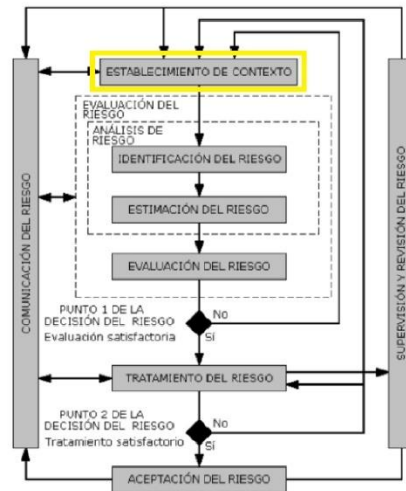 ESTABLECIMIENTO DE CONTEXTO
EVALUACIÓN DEL
RIESGO
ANÁLISIS DE
RIESGO
IDENTIFICACIÓN DEL RIESGO
ESTIMACIÓN DEL RIESGO
EVALUACIÓN DEL RIESGO
COMUNICACIÓN DEL RIESGO
SUPERVISIÓN Y REVISIÓN DEL RIESGO
PUNTO 1 DE LA
DECISIÓN DEL RIESGO
Evaluación satisfactoria
No
Sí
TRATAMIENTO DEL RIESGO
PUNTO 2 DE LA
DECISIÓN DEL RIESGO
Tratamiento satisfactorio
No
Sí
ACEPTACIÓN DEL RIESGO